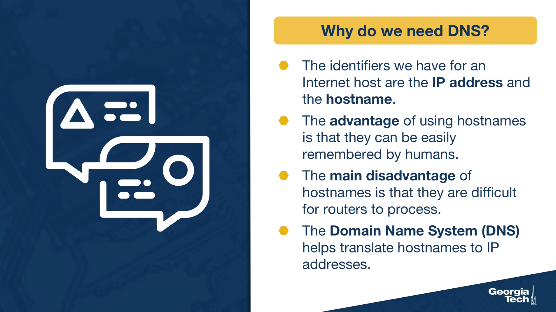 Why do we need DNS?
The identifiers we have for an
Internet host are the IP address and
the hostname.
The advantage of using hostnames
is that they can be easily
remembered by humans.
The main disadvantage of
hostnames is that they are difficult
for routers to process.
The Domain Name System (DNS)
helps translate hostnames to IP
addresses.
Georgia
Tech